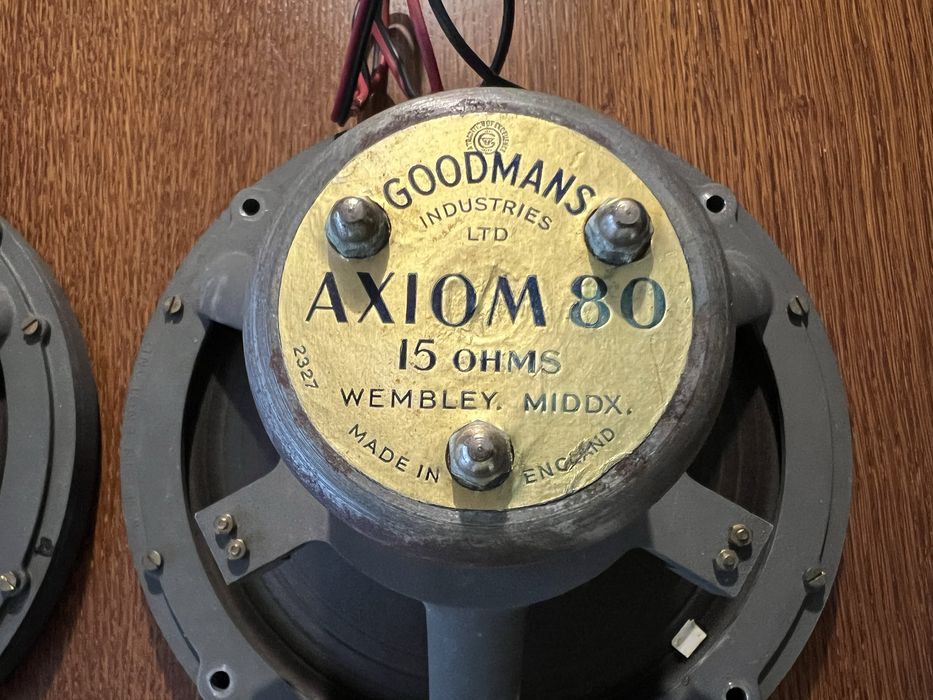 GOODMANS
INDUSTRIES
LTD
AXIOM 80
15 OHMS
2327
WEMBLEY. MIDDX.
MADE IN ENGLAND